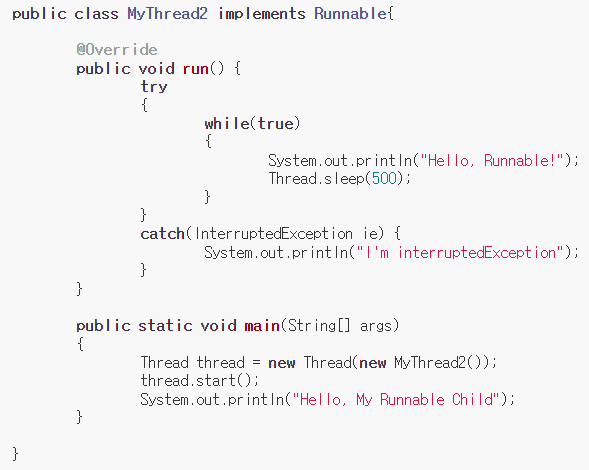 public class MyThread2 implements Runnable{
@Override
public void run() {
try
{
while(true)
{
System.out.println("Hello, Runnable!");
Thread.sleep(500);
}
}
catch(InterruptedException ie) {
System.out.println("I'm interruptedException");
}
}
public static void main(String[] args)
{
Thread thread = new Thread(new MyThread2());
thread.start();
System.out.println("Hello, My Runnable Child");
}
}